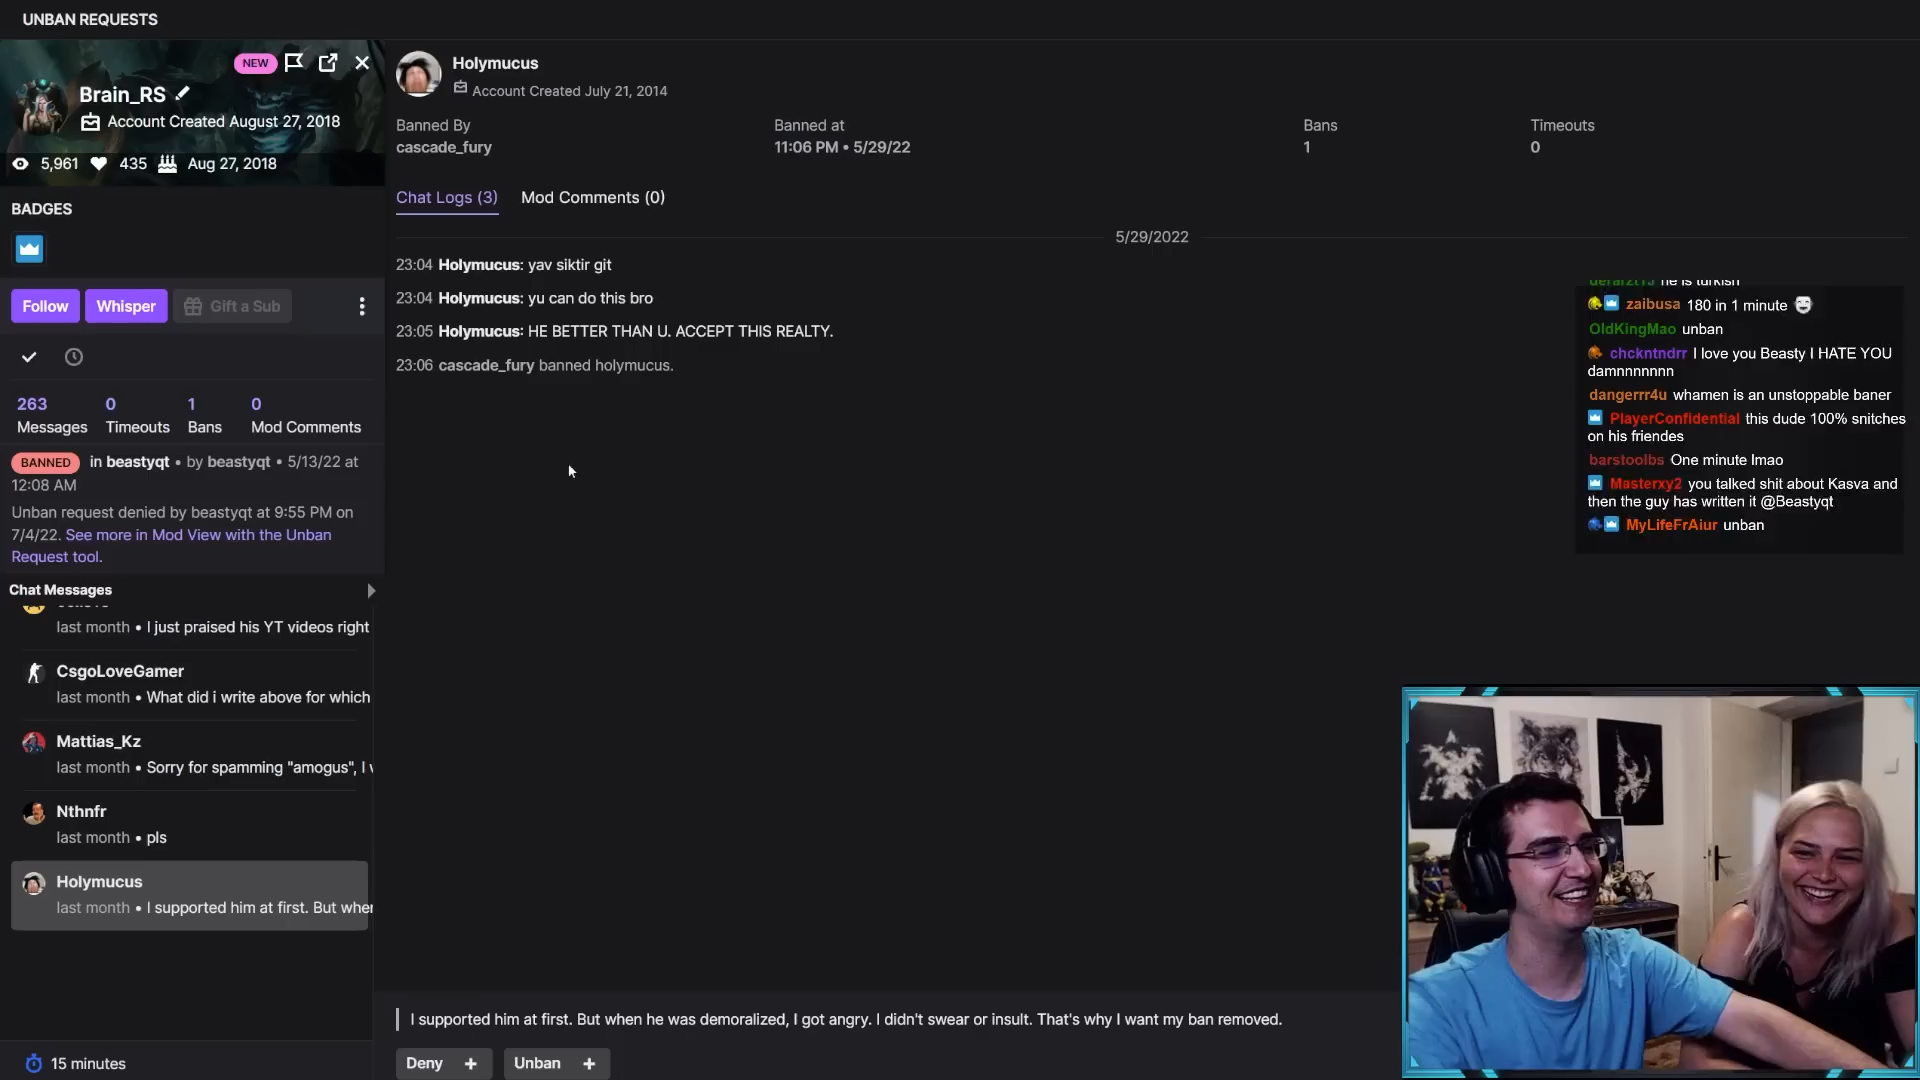 UNBAN REQUESTS
NEW
Brain_RS
Account Created August 27, 2018
5,961 435 Aug 27, 2018
BADGES
Follow Whisper Gift a Sub
263 0 1 0
Messages Timeouts Bans Mod Comments
BANNED in beastyqt • by beastyqt • 5/13/22 at
12:08 AM
Unban request denied by beastyqt at 9:55 PM on
7/4/22. See more in Mod View with the Unban
Request tool.
Chat Messages
last month • I just praised his YT videos right
CsgoLoveGamer
last month • What did i write above for which
Mattias_Kz
last month • Sorry for spamming "amogus", I
Nthnfr
last month • pls
Holymucus
last month • I supported him at first. But when
15 minutes
Holymucus
Account Created July 21, 2014
Banned By Banned at Bans Timeouts
cascade_fury 11:06 PM • 5/29/22 1 0
Chat Logs (3) Mod Comments (0)
5/29/2022
23:04 Holymucus: yav siktir git
23:04 Holymucus: yu can do this bro
23:05 Holymucus: HE BETTER THAN U. ACCEPT THIS REALTY.
23:06 cascade_fury banned holymucus.
I supported him at first. But when he was demoralized, I got angry. I didn't swear or insult. That's why I want my ban removed.
Deny + Unban +
he is turkish
zaibusa 180 in 1 minute
OldKingMao unban
chckntndrr I love you Beasty I HATE YOU
damnnnnnnn
dangerrr4u whamen is an unstoppable baner
PlayerConfidential this dude 100% snitches
on his friendes
barstoolbs One minute lmao
Masterxy2 you talked shit about Kasva and
then the guy has written it @Beastyqt
MyLifeFrAiur unban